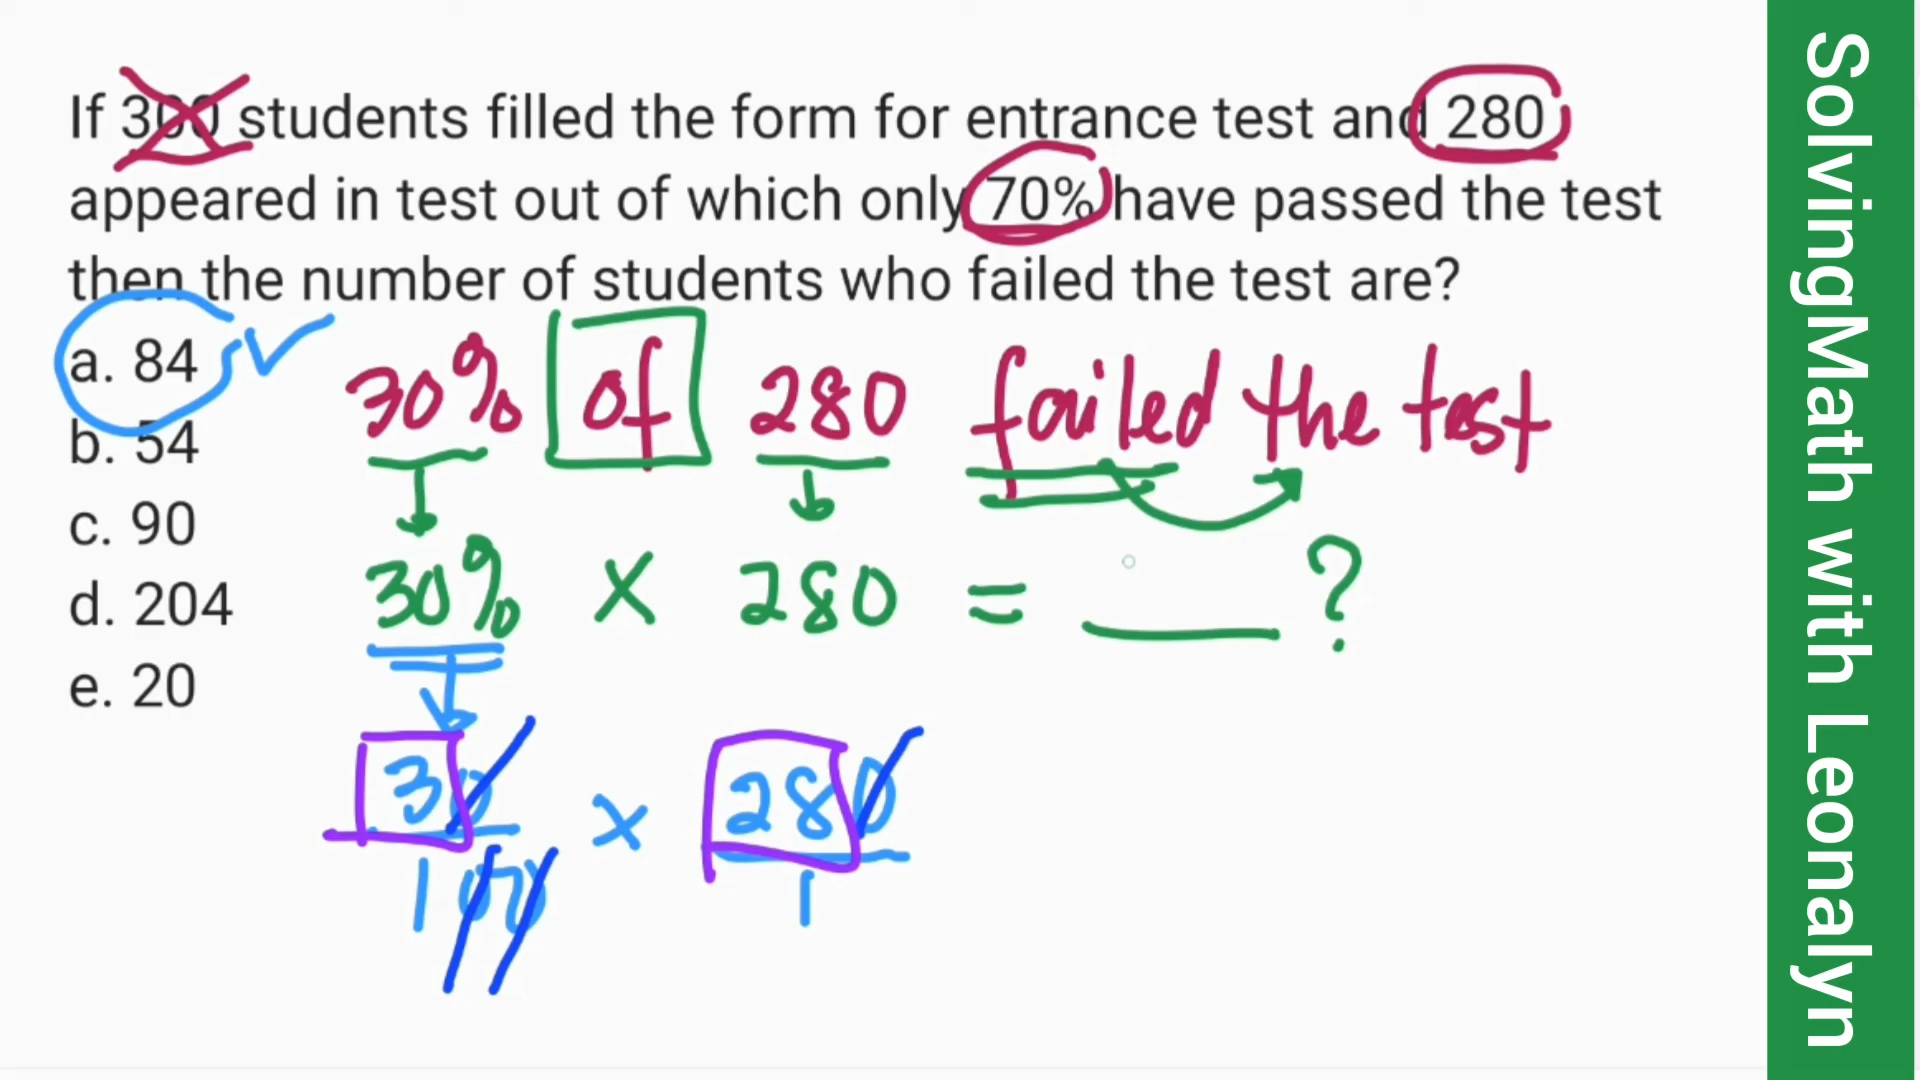 If 300 students filled the form for entrance test and 280
appeared in test out of which only 70% have passed the test
then the number of students who failed the test are?
a. 84
30% of 280 failed the test
b. 54
c. 90
30% x 280 = ?
d. 204
e. 20
30 x 280
100 1
SolvingMath with Leonalyn